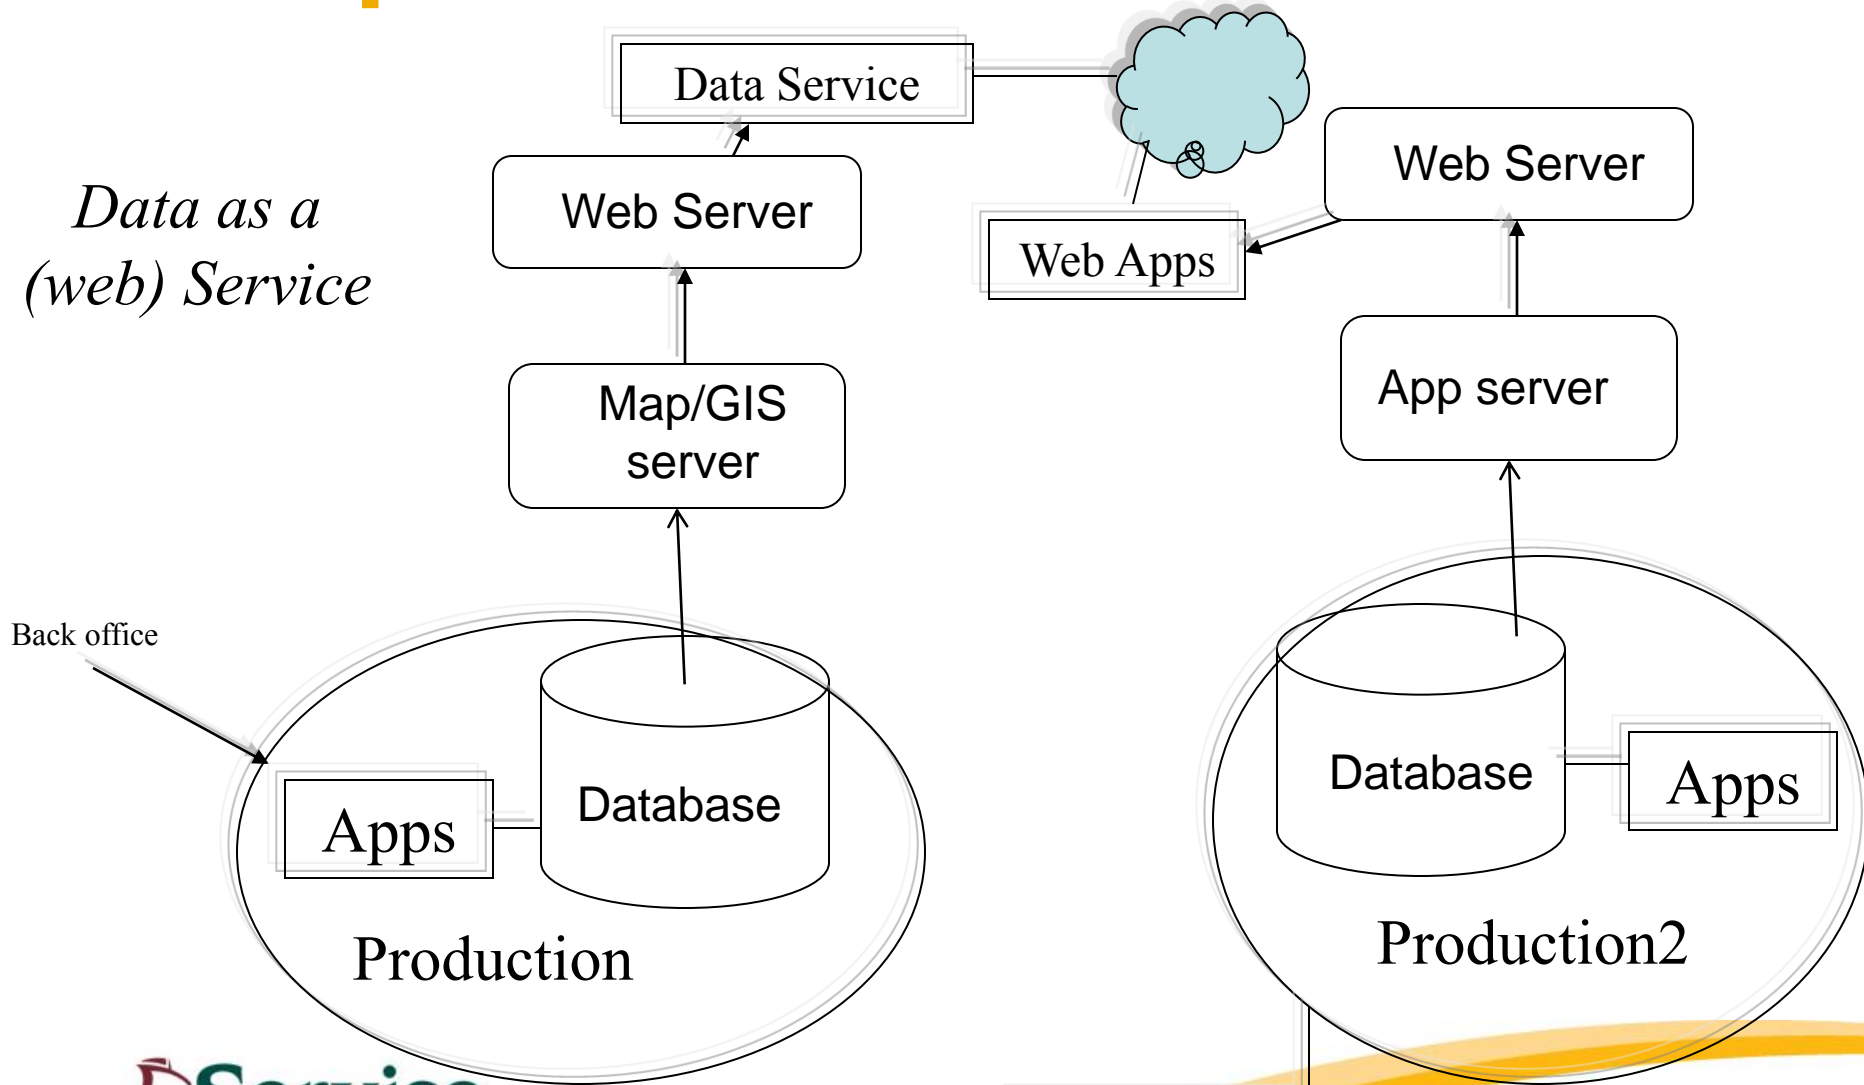 Data Service
Web Server
Data as a
(web) Service
Web Server
Web Apps
Map/GIS
server
App server
Back office
Database
Apps
Production
Database
Apps
Production2
Service